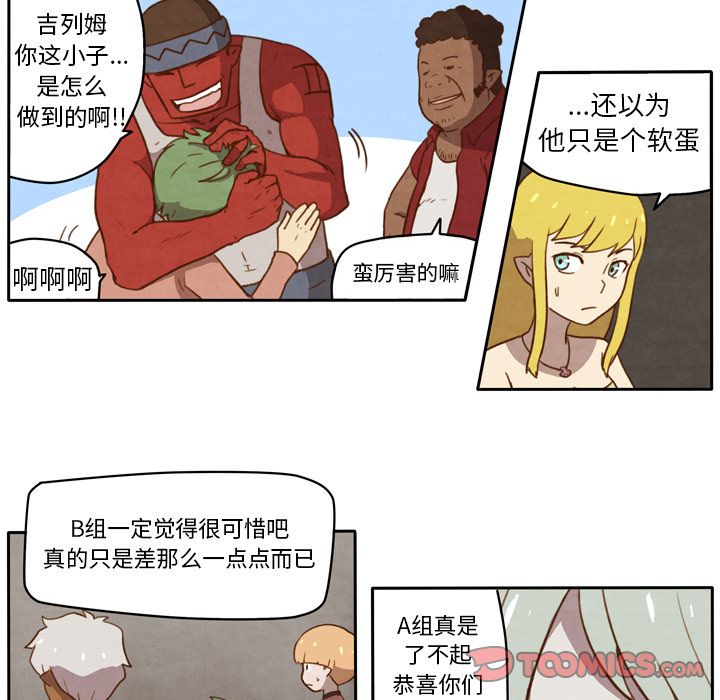 吉列姆
你这小子...
是怎么
做到的啊!!
啊啊啊
蛮厉害的嘛
...还以为
他只是个软蛋
B组一定觉得很可惜吧
真的只是差那么一点点而已
A组真是
了不起
恭喜你们
TOOMICS.com